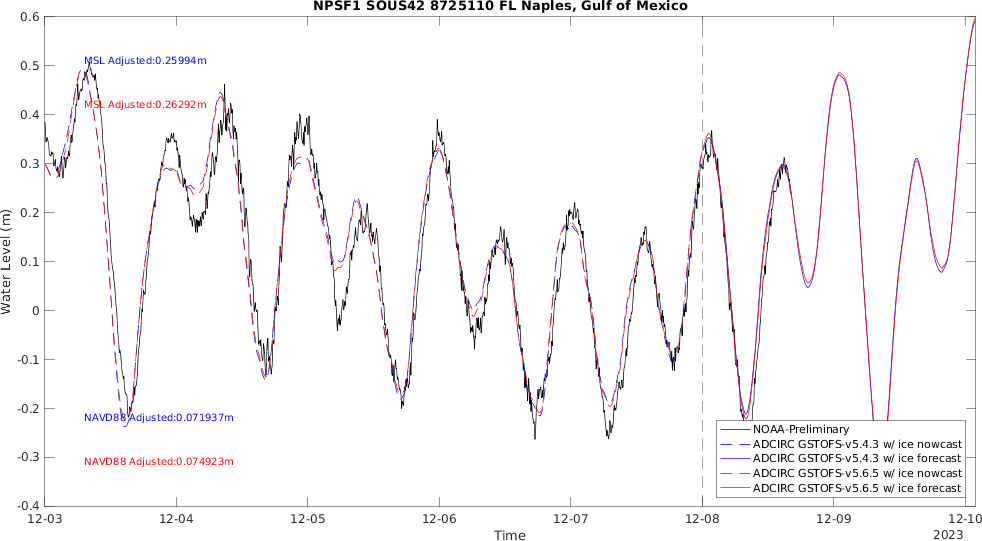 NPSF1 SOUS42 8725110 FL Naples, Gulf of Mexico
0.6
0.5
0.4
0.3
0.2
0.1
0
-0.1
-0.2
-0.3
-0.4
Water Level (m)
MSL Adjusted:0.25994m
MSL Adjusted:0.26292m
NAVD88 Adjusted:0.071937m
NAVD88 Adjusted:0.074923m
NOAA-Preliminary
ADCIRC GSTOFS-v5.4.3 w/ ice nowcast
ADCIRC GSTOFS-v5.4.3 w/ ice forecast
ADCIRC GSTOFS-v5.6.5 w/ ice nowcast
ADCIRC GSTOFS-v5.6.5 w/ ice forecast
12-03 12-04 12-05 12-06 12-07 12-08 12-09 12-10
Time
2023